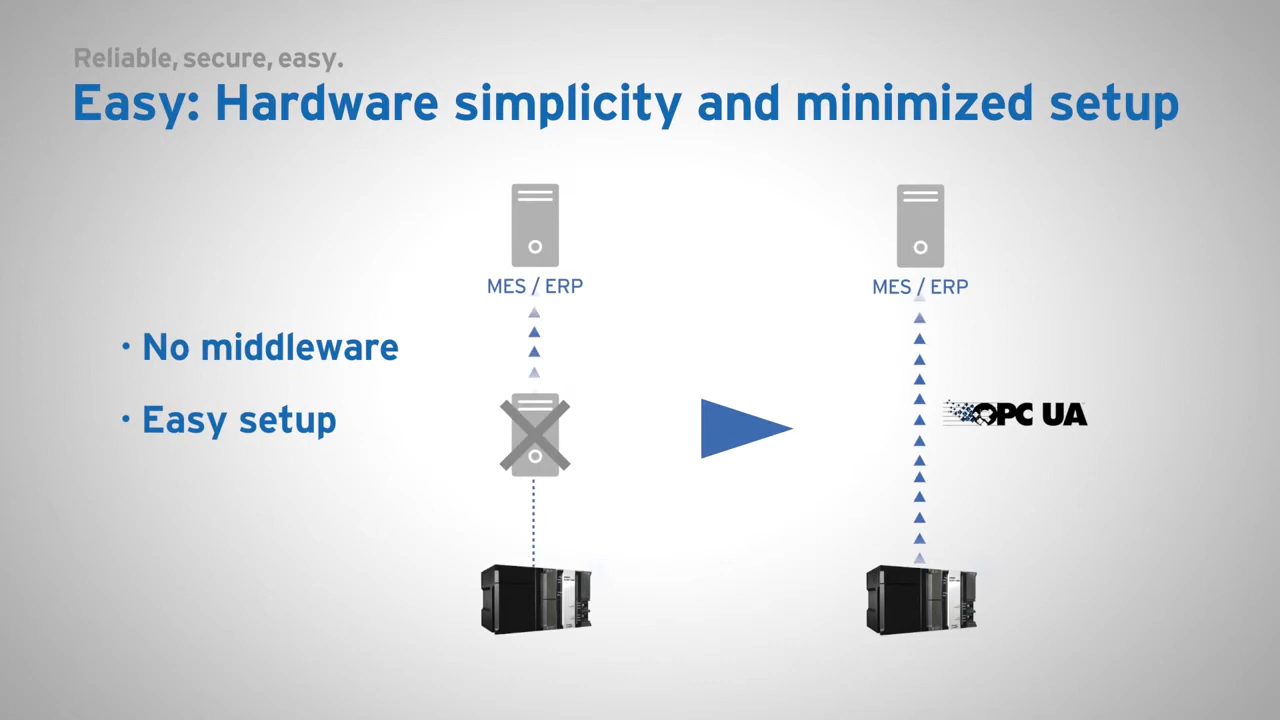 Reliable, secure, easy.
Easy: Hardware simplicity and minimized setup
MES / ERP
MES / ERP
· No middleware
· Easy setup
OPC UA